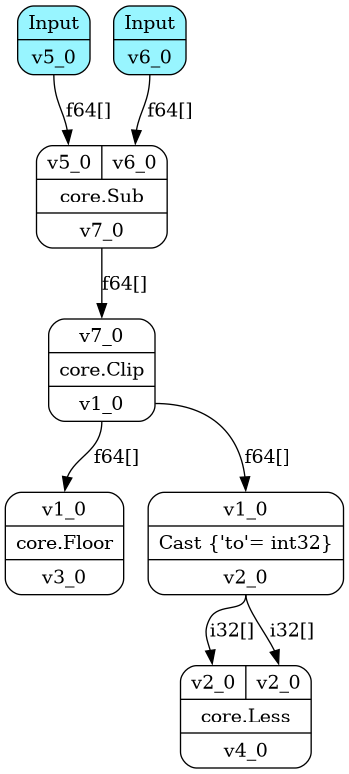 Input
v5_0
Input
v6_0
f64[]
f64[]
v5_0 v6_0
core.Sub
v7_0
f64[]
v7_0
core.Clip
v1_0
f64[]
f64[]
v1_0
core.Floor
v3_0
v1_0
Cast {'to'= int32}
v2_0
i32[]
i32[]
v2_0 v2_0
core.Less
v4_0